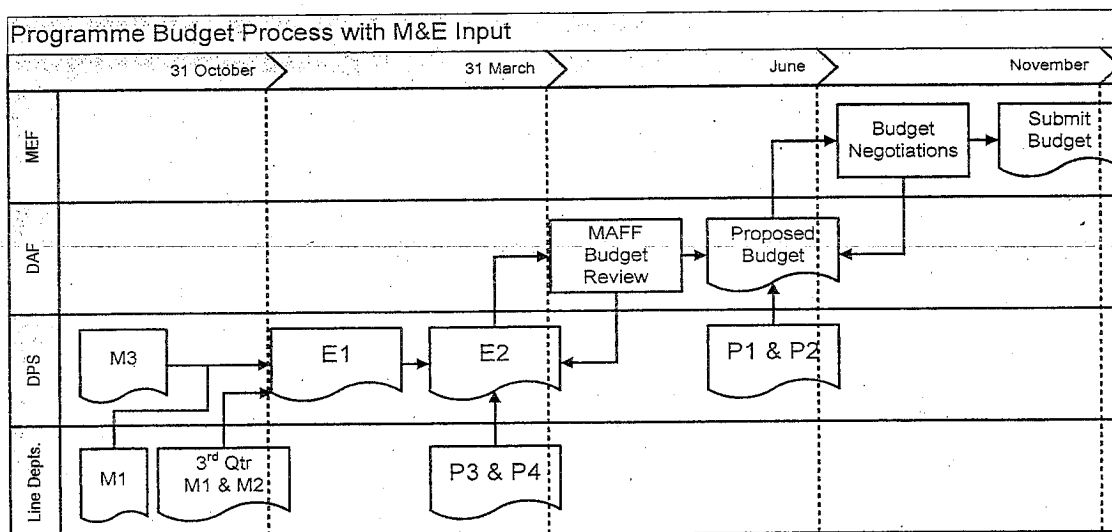 Programme Budget Process with M&E Input
31 October
31 March
June
November
MEF
Budget
Negotiations
Submit
Budget
DAF
MAFF
Budget
Review
Proposed
Budget
DPS
M3
E1
E2
P1 & P2
Line Depts.
M1
3rd Qtr
M1 & M2
P3 & P4